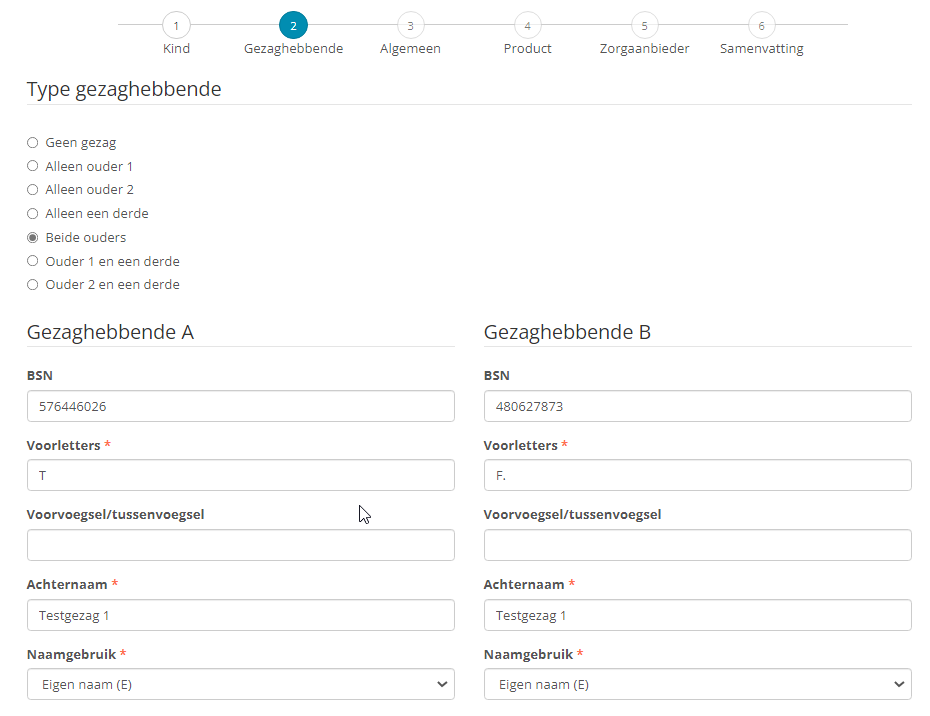 1 2 3 4 5 6
Kind Gezaghebbende Algemeen Product Zorgaanbieder Samenvatting
Type gezaghebbende
Geen gezag
Alleen ouder 1
Alleen ouder 2
Alleen een derde
Beide ouders
Ouder 1 en een derde
Ouder 2 en een derde
Gezaghebbende A
BSN
576446026
Voorletters *
T
Voorvoegsel/tussenvoegsel
Achternaam *
Testgezag 1
Naamgebruik *
Eigen naam (E)
Gezaghebbende B
BSN
480627873
Voorletters *
F.
Voorvoegsel/tussenvoegsel
Achternaam *
Testgezag 1
Naamgebruik *
Eigen naam (E)